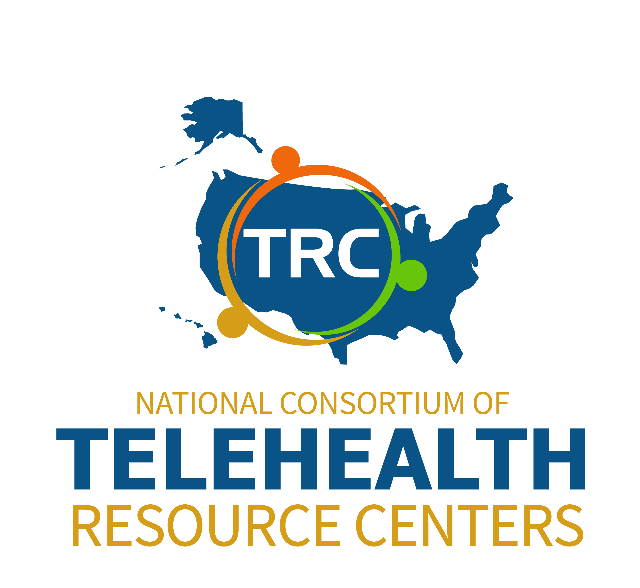 TRC
NATIONAL CONSORTIUM OF
TELEHEALTH
RESOURCE CENTERS